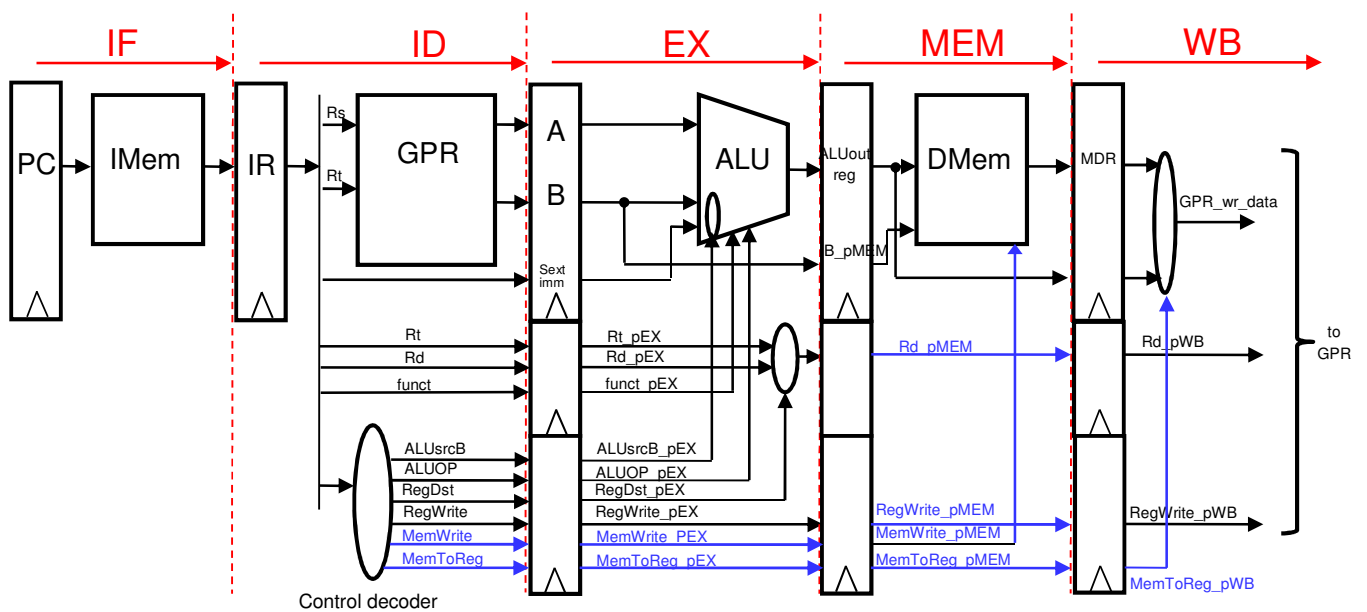 IF
ID
EX
MEM
WB
PC
IMem
IR
Rs
Rt
GPR
A
B
Sext
imm
ALU
ALUout
reg
B_pMEM
DMem
MDR
GPR_wr_data
to
GPR
Rt
Rd
funct
Rt_pEX
Rd_pEX
funct_pEX
Rd_pMEM
Rd_pWB
ALUsrcB
ALUOP
RegDst
RegWrite
MemWrite
MemToReg
ALUsrcB_pEX
ALUOP_pEX
RegDst_pEX
RegWrite_pEX
MemWrite_PEX
MemToReg_pEX
RegWrite_pMEM
MemWrite_pMEM
MemToReg_pMEM
RegWrite_pWB
MemToReg_pWB
Control decoder